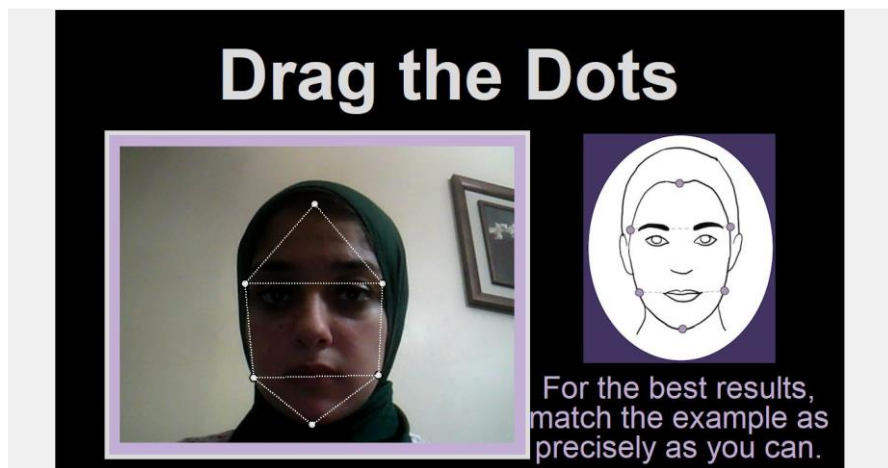 Drag the Dots
For the best results,
match the example as
precisely as you can.